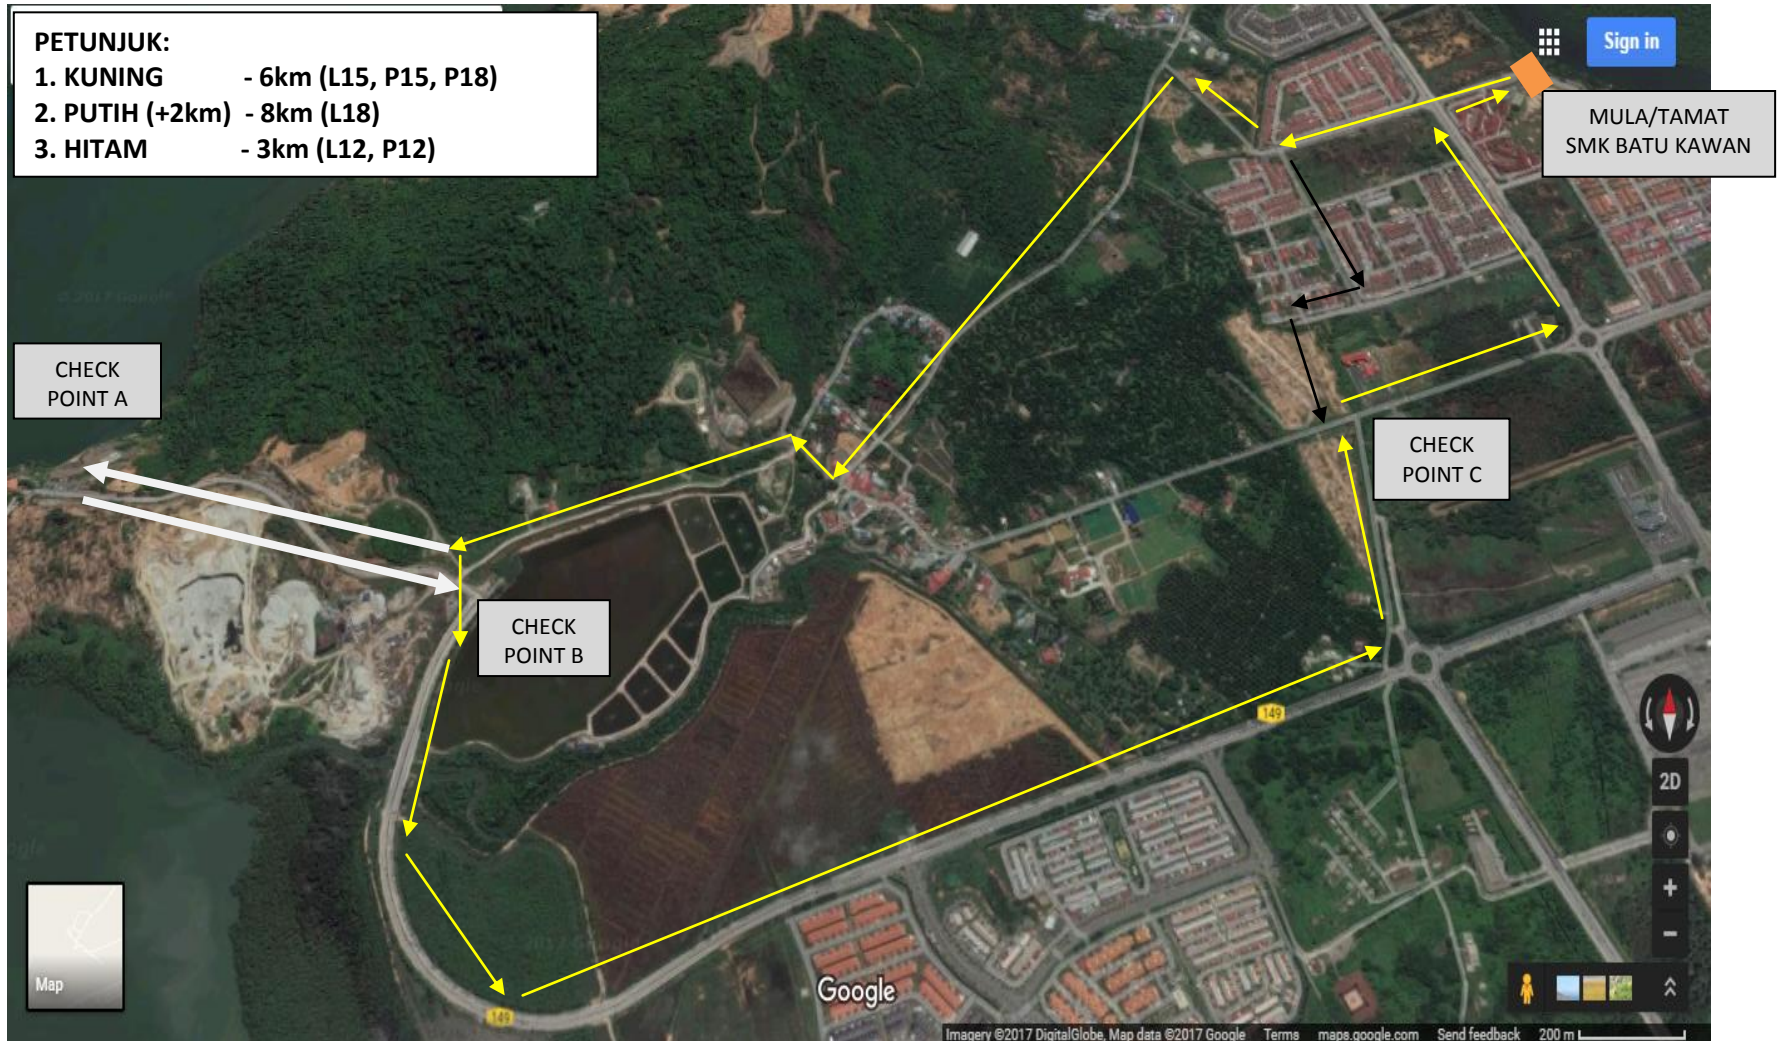 PETUNJUK:
1. KUNING - 6km (L15, P15, P18)
2. PUTIH (+2km) - 8km (L18)
3. HITAM - 3km (L12, P12)
Sign in
MULA/TAMAT
SMK BATU KAWAN
CHECK
POINT A
CHECK
POINT C
CHECK
POINT B
149
2D
Map
Google
149
Imagery ©2017 DigitalGlobe, Map data ©2017 Google Terms maps.google.com Send feedback 200 m